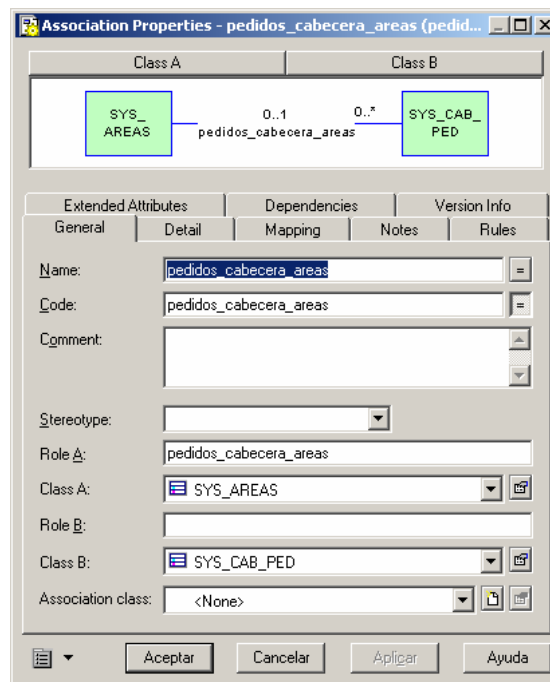 Association Properties - pedidos_cabecera_areas (pedid...
Class A
Class B
SYS_
AREAS
0..1
0..*
pedidos_cabecera_areas
SYS_CAB_
PED
Extended Attributes
Dependencies
Version Info
General
Detail
Mapping
Notes
Rules
Name:
pedidos_cabecera_areas
=
Code:
pedidos_cabecera_areas
=
Comment:
Stereotype:
Role A:
pedidos_cabecera_areas
Class A:
SYS_AREAS
Role B:
Class B:
SYS_CAB_PED
Association class:
<None>
Aceptar
Cancelar
Aplicar
Ayuda